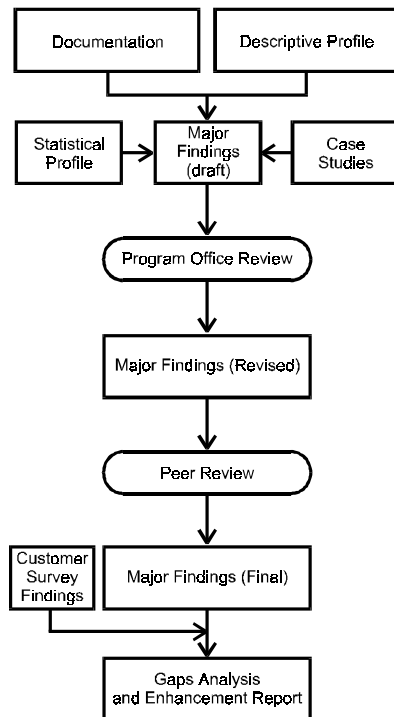 Documentation
Descriptive Profile
Statistical
Profile
Major
Findings
(draft)
Case
Studies
Program Office Review
Major Findings (Revised)
Peer Review
Customer
Survey
Findings
Major Findings (Final)
Gaps Analysis
and Enhancement Report